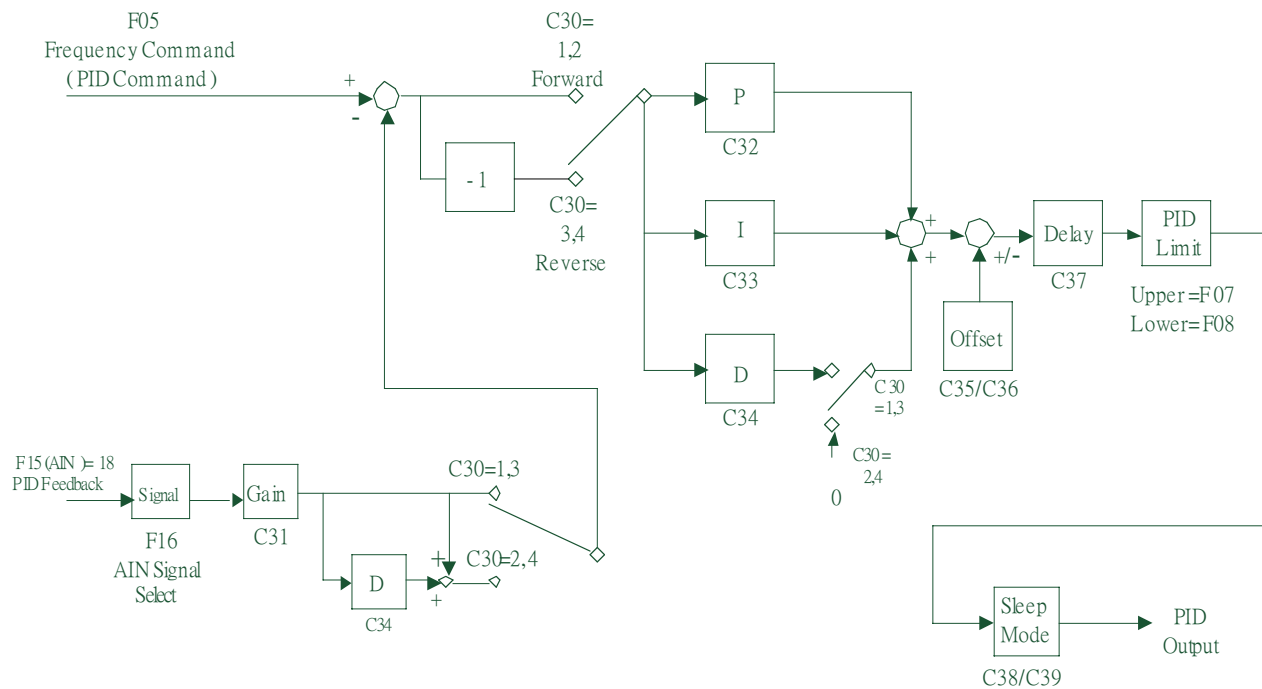 F05
Frequency Command
(PID Command)
+
-
C30=
1,2
Forward
-1
C30=
3,4
Reverse
P
C32
I
C33
D
C34
C30
=1,3
C30=
2,4
0
+
+
+/-
Offset
C35/C36
Delay
C37
PID
Limit
Upper=F07
Lower=F08
F15(AIN)=18
PID Feedback
Signal
F16
AIN Signal
Select
Gain
C31
C30=1,3
D
C34
+
+
C30=2,4
Sleep
Mode
C38/C39
PID
Output